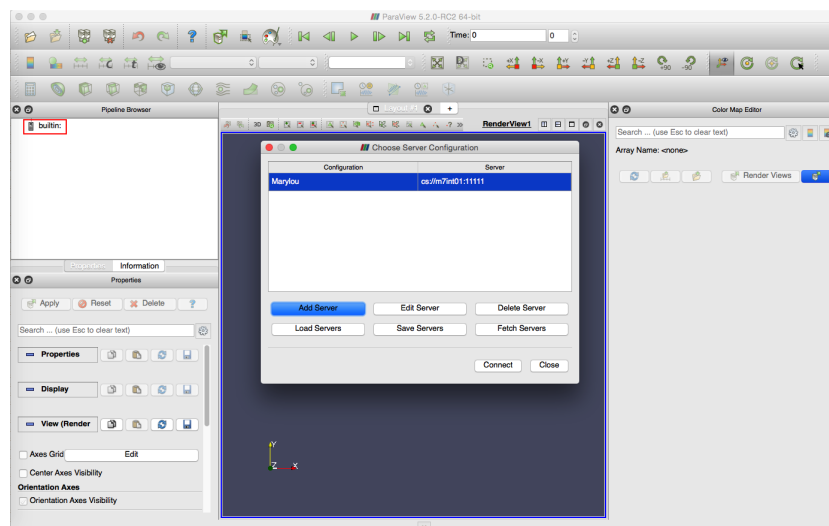 ParaView 5.2.0-RC2 64-bit
Time: 0 0
+90 -90
Pipeline Browser
Layout #1
+
Color Map Editor
builtin:
3D
RenderView1
Search ... (use Esc to clear text)
Array Name: <none>
Render Views
Choose Server Configuration
Configuration Server
Marylou cs://m7int01:11111
Add Server Edit Server Delete Server
Load Servers Save Servers Fetch Servers
Connect Close
Properties Information
Properties
Apply Reset Delete ?
Search ... (use Esc to clear text)
Properties
Display
View (Render
Axes Grid Edit
Center Axes Visibility
Orientation Axes
Orientation Axes Visibility
Y
Z X